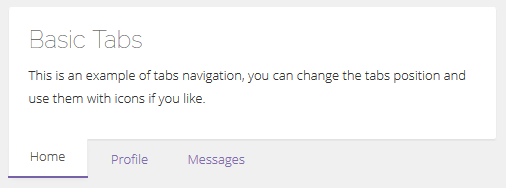 Basic Tabs
This is an example of tabs navigation, you can change the tabs position and
use them with icons if you like.
Home Profile Messages